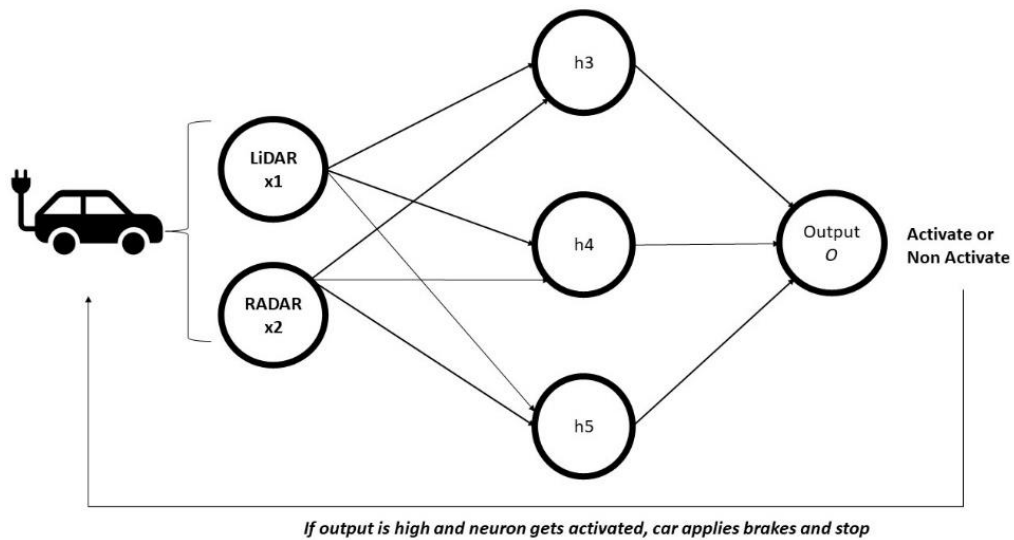 LiDAR
x1
RADAR
x2
h3
h4
h5
Output
O
Activate or
Non Activate
If output is high and neuron gets activated, car applies brakes and stop